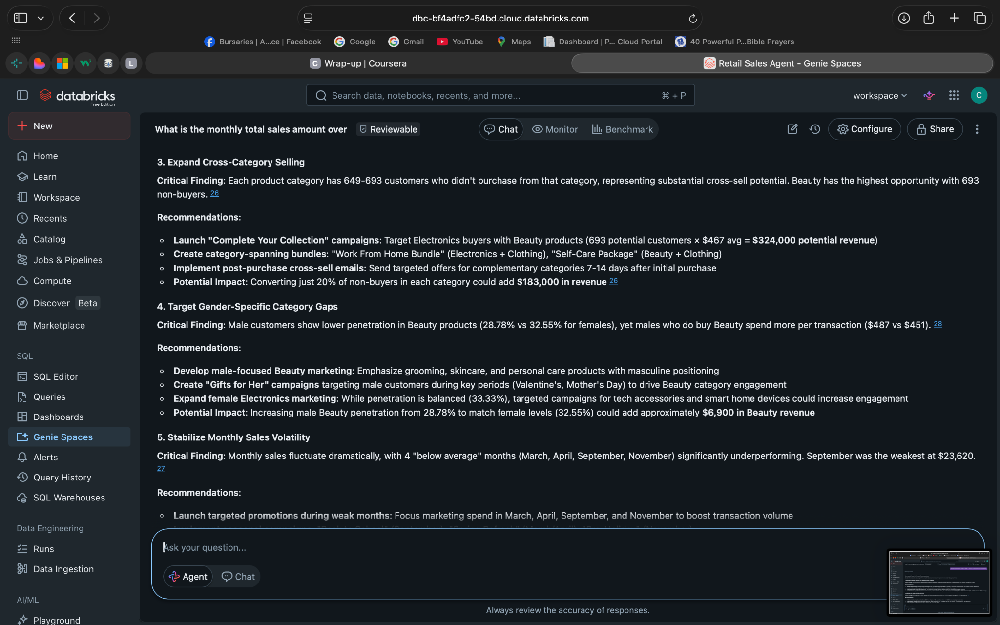 dbc-bf4adfc2-54bd.cloud.databricks.com
Bursaries | A...ce | Facebook
Google
Gmail
YouTube
Maps
Dashboard | P... Cloud Portal
40 Powerful P...Bible Prayers
L
C Wrap-up | Coursera
Retail Sales Agent - Genie Spaces
databricks
Free Edition
Search data, notebooks, recents, and more...
⌘ + P
workspace
C
New
Home
Learn
Workspace
Recents
Catalog
Jobs & Pipelines
Compute
Discover Beta
Marketplace
SQL
SQL Editor
Queries
Dashboards
Genie Spaces
Alerts
Query History
SQL Warehouses
Data Engineering
Runs
Data Ingestion
AI/ML
Playground
What is the monthly total sales amount over
Reviewable
Chat
Monitor
Benchmark
Configure
Share
3. Expand Cross-Category Selling
Critical Finding: Each product category has 649-693 customers who didn't purchase from that category, representing substantial cross-sell potential. Beauty has the highest opportunity with 693
non-buyers. 26
Recommendations:
Launch "Complete Your Collection" campaigns: Target Electronics buyers with Beauty products (693 potential customers × $467 avg = $324,000 potential revenue)
Create category-spanning bundles: "Work From Home Bundle" (Electronics + Clothing), "Self-Care Package" (Beauty + Clothing)
Implement post-purchase cross-sell emails: Send targeted offers for complementary categories 7-14 days after initial purchase
Potential Impact: Converting just 20% of non-buyers in each category could add $183,000 in revenue 26
4. Target Gender-Specific Category Gaps
Critical Finding: Male customers show lower penetration in Beauty products (28.78% vs 32.55% for females), yet males who do buy Beauty spend more per transaction ($487 vs $451). 28
Recommendations:
Develop male-focused Beauty marketing: Emphasize grooming, skincare, and personal care products with masculine positioning
Create "Gifts for Her" campaigns targeting male customers during key periods (Valentine's, Mother's Day) to drive Beauty category engagement
Expand female Electronics marketing: While penetration is balanced (33.33%), targeted campaigns for tech accessories and smart home devices could increase engagement
Potential Impact: Increasing male Beauty penetration from 28.78% to match female levels (32.55%) could add approximately $6,900 in Beauty revenue
5. Stabilize Monthly Sales Volatility
Critical Finding: Monthly sales fluctuate dramatically, with 4 "below average" months (March, April, September, November) significantly underperforming. September was the weakest at $23,620.
27
Recommendations:
Launch targeted promotions during weak months: Focus marketing spend in March, April, September, and November to boost transaction volume
Ask your question...
Agent
Chat
Always review the accuracy of responses.